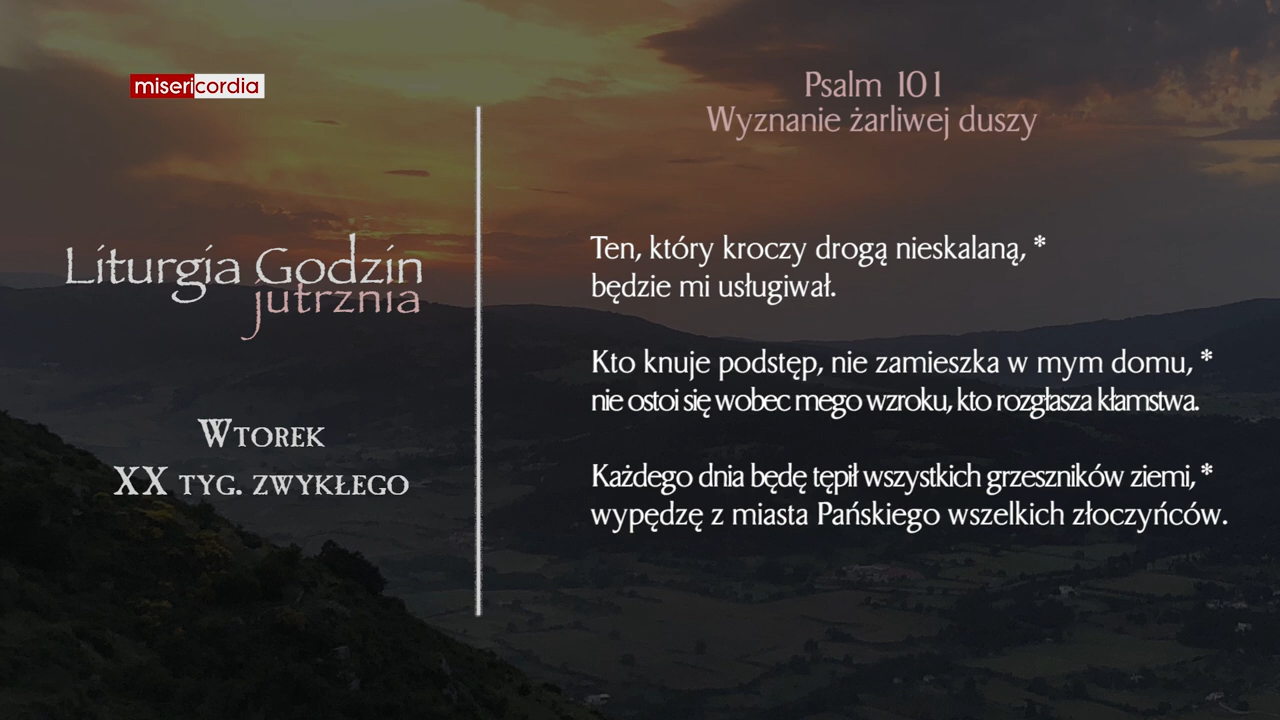 misericordia
Liturgia Godzin
jutrznia
Wtorek
XX tyg. zwykłego
Psalm 101
Wyznanie żarliwej duszy
Ten, który kroczy drogą nieskalaną, *
będzie mi usługiwał.
Kto knuje podstęp, nie zamieszka w mym domu, *
nie ostoi się wobec mego wzroku, kto rozgłasza kłamstwa.
Każdego dnia będę tępił wszystkich grzeszników ziemi, *
wypędzę z miasta Pańskiego wszelkich złoczyńców.